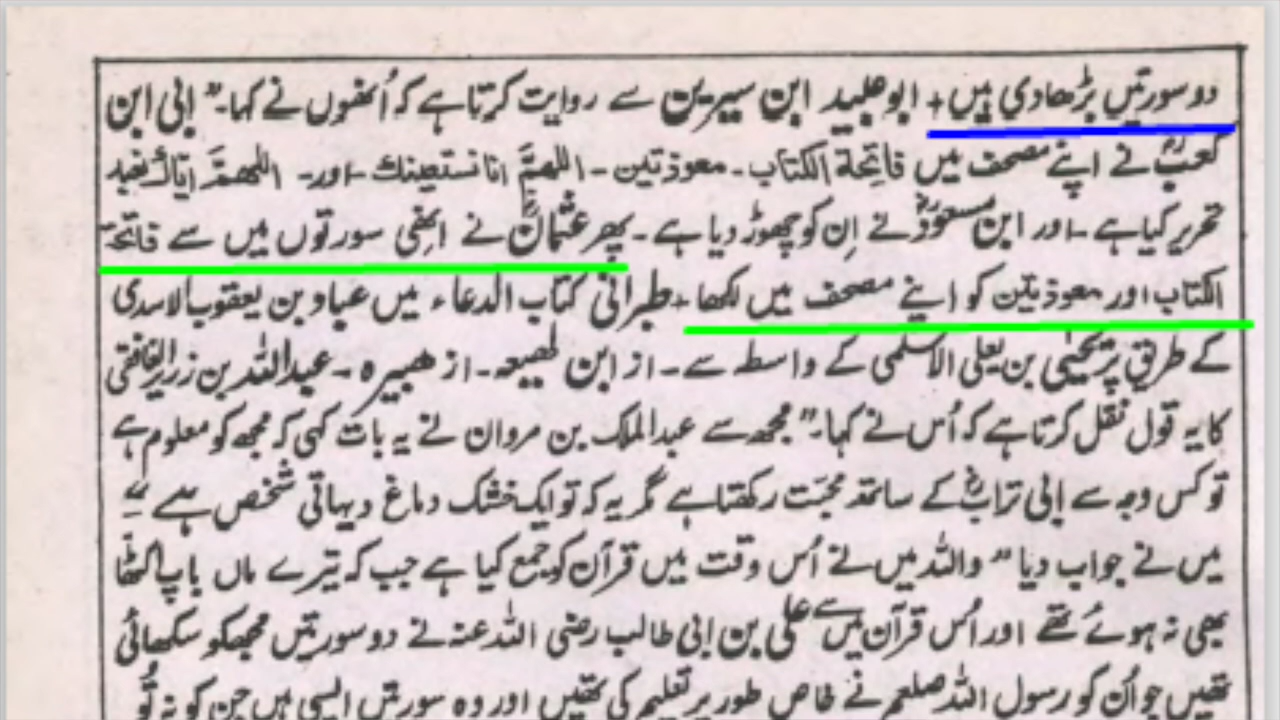 دو سورتیں بڑھادی ہیں + ابو عبید ابن سیرین سے روایت کرتا ہے کہ اُنھوں نے کہا۔ " ابی ابن
کعبؓ نے اپنے مصحف میں فاتحۃ الکتاب۔ معوذتین۔ اللھمَّ انا نستعینک۔ اور۔ اللھمَّ ایاک نعبد
تحریر کیا ہے۔ اور ابن مسعودؓ نے اِن کو چھوڑ دیا ہے۔ پھر عثمانؓ نے انھی سورتوں میں سے فاتحۃ
الکتاب اور معوذتین کو اپنے مصحف میں لکھا + طبرانی کتاب الدعاء میں عباد بن یعقوب الاسدی
کے طریق پر یحییٰ بن یعلی الاسلمی کے واسطہ سے۔ از ابن لھیعہ۔ از ھبیرہ۔ عبداللہ بن زریر الغافقی
کا یہ قول نقل کرتا ہے کہ اُس نے کہا۔ " مجھ سے عبدالملک بن مروان نے یہ بات کہی کہ مجھ کو معلوم ہے
تو کس وجہ سے ابی ترابؓ کے ساتھ محبّت رکھتا ہے مگر یہ کہ تو ایک خشک دماغ دیہاتی شخص ہے "
میں نے جواب دیا " واللہ میں نے اُس وقت میں قرآن کو جمع کیا ہے جب کہ تیرے ماں باپ اکٹھّا
بھی نہ ہوئے تھے اور اُس قرآن میں سے علی بن ابی طالب رضی اللہ عنہ نے دو سورتیں مجھکو سکھائی
تھیں جو اُن کو رسول اللہ صلعم نے خاص طور پر تعلیم کی تھیں اور وہ سورتیں ایسی ہیں جن کو نہ تُو